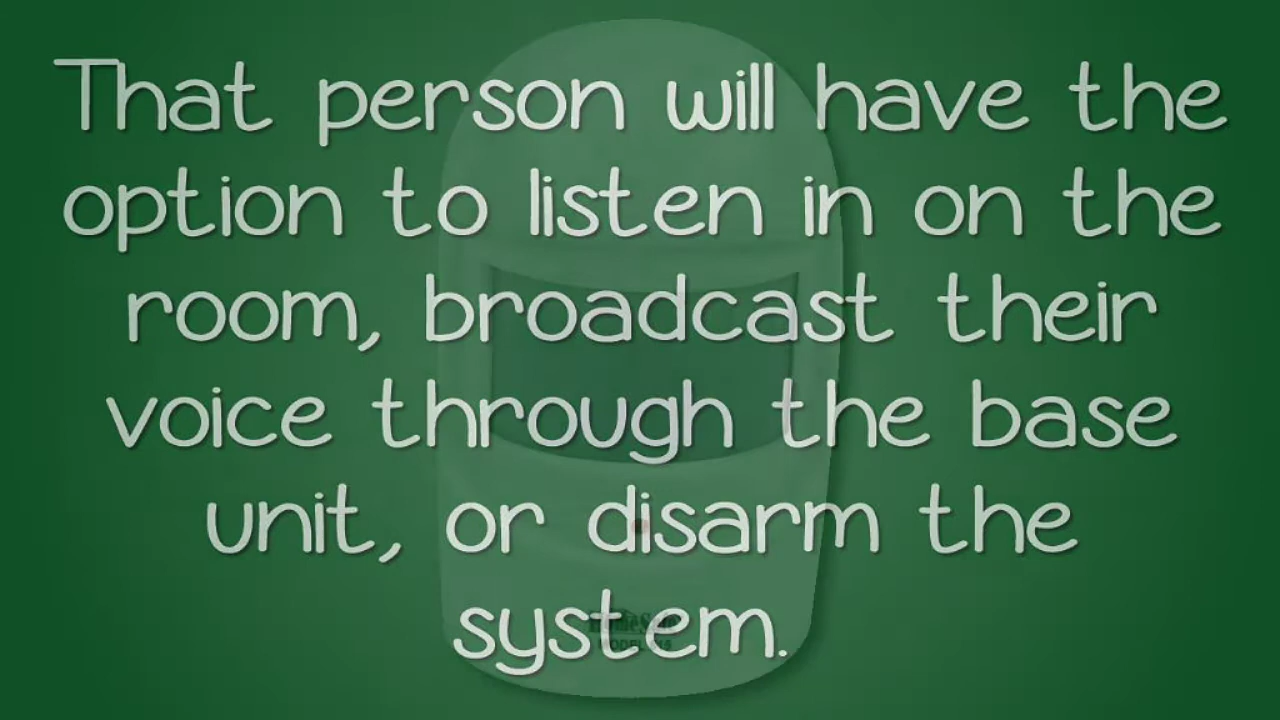 That person will have the
option to listen in on the
room, broadcast their
voice through the base
unit, or disarm the
system.